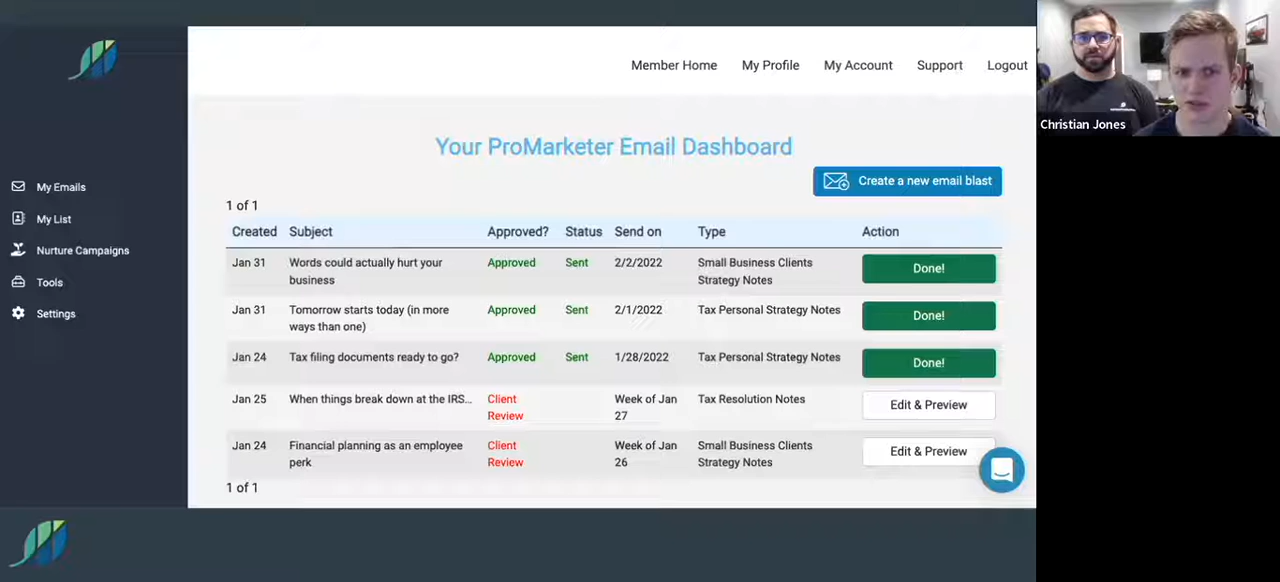 Member Home
My Profile
My Account
Support
Logout
Christian Jones
Your ProMarketer Email Dashboard
Create a new email blast
My Emails
My List
Nurture Campaigns
Tools
Settings
1 of 1
Created Subject Approved? Status Send on Type Action
Jan 31 Words could actually hurt your Approved Sent 2/2/2022 Small Business Clients Done!
business Strategy Notes
Jan 31 Tomorrow starts today (in more Approved Sent 2/1/2022 Tax Personal Strategy Notes Done!
ways than one)
Jan 24 Tax filing documents ready to go? Approved Sent 1/28/2022 Tax Personal Strategy Notes Done!
Jan 25 When things break down at the IRS... Client Week of Jan Tax Resolution Notes Edit & Preview
Review 27
Jan 24 Financial planning as an employee Client Week of Jan Small Business Clients Edit & Preview
perk Review 26 Strategy Notes
1 of 1